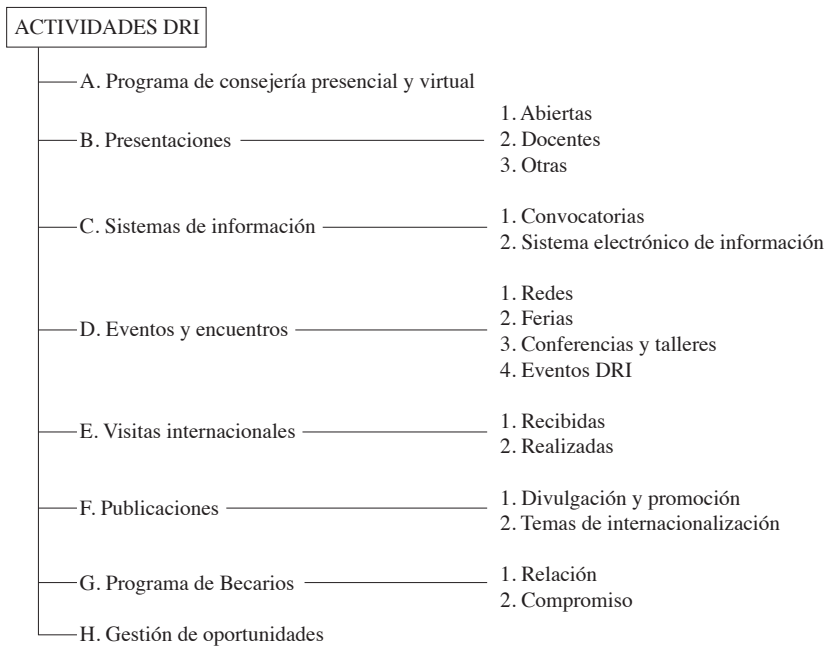 ACTIVIDADES DRI
A. Programa de consejería presencial y virtual
B. Presentaciones
1. Abiertas
2. Docentes
3. Otras
C. Sistemas de información
1. Convocatorias
2. Sistema electrónico de información
D. Eventos y encuentros
1. Redes
2. Ferias
3. Conferencias y talleres
4. Eventos DRI
E. Visitas internacionales
1. Recibidas
2. Realizadas
F. Publicaciones
1. Divulgación y promoción
2. Temas de internacionalización
G. Programa de Becarios
1. Relación
2. Compromiso
H. Gestión de oportunidades